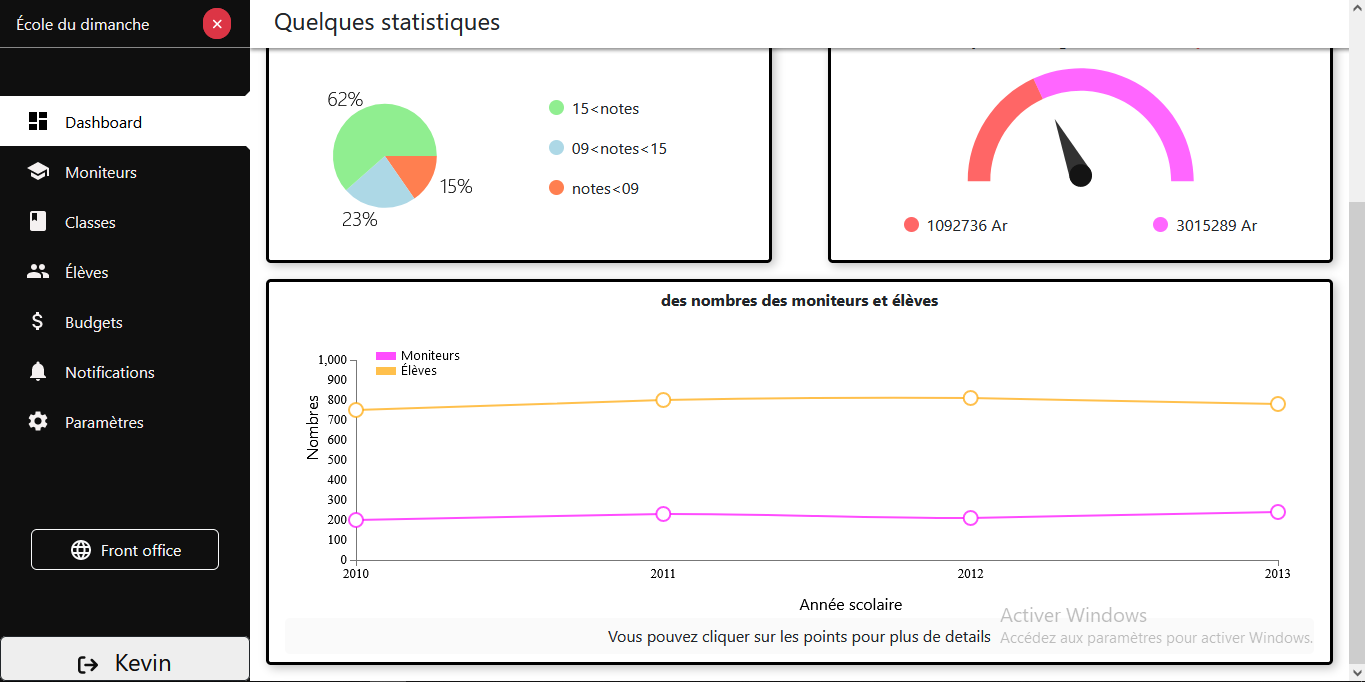 École du dimanche
Quelques statistiques
Dashboard
Moniteurs
Classes
Élèves
Budgets
Notifications
Paramètres
Front office
Kevin
62%
15%
23%
15<notes
09<notes<15
notes<09
1092736 Ar
3015289 Ar
des nombres des moniteurs et élèves
Moniteurs
Élèves
Nombres
1,000
900
800
700
600
500
400
300
200
100
0
2010 2011 2012 2013
Année scolaire
Vous pouvez cliquer sur les points pour plus de details
Activer Windows
Accédez aux paramètres pour activer Windows.